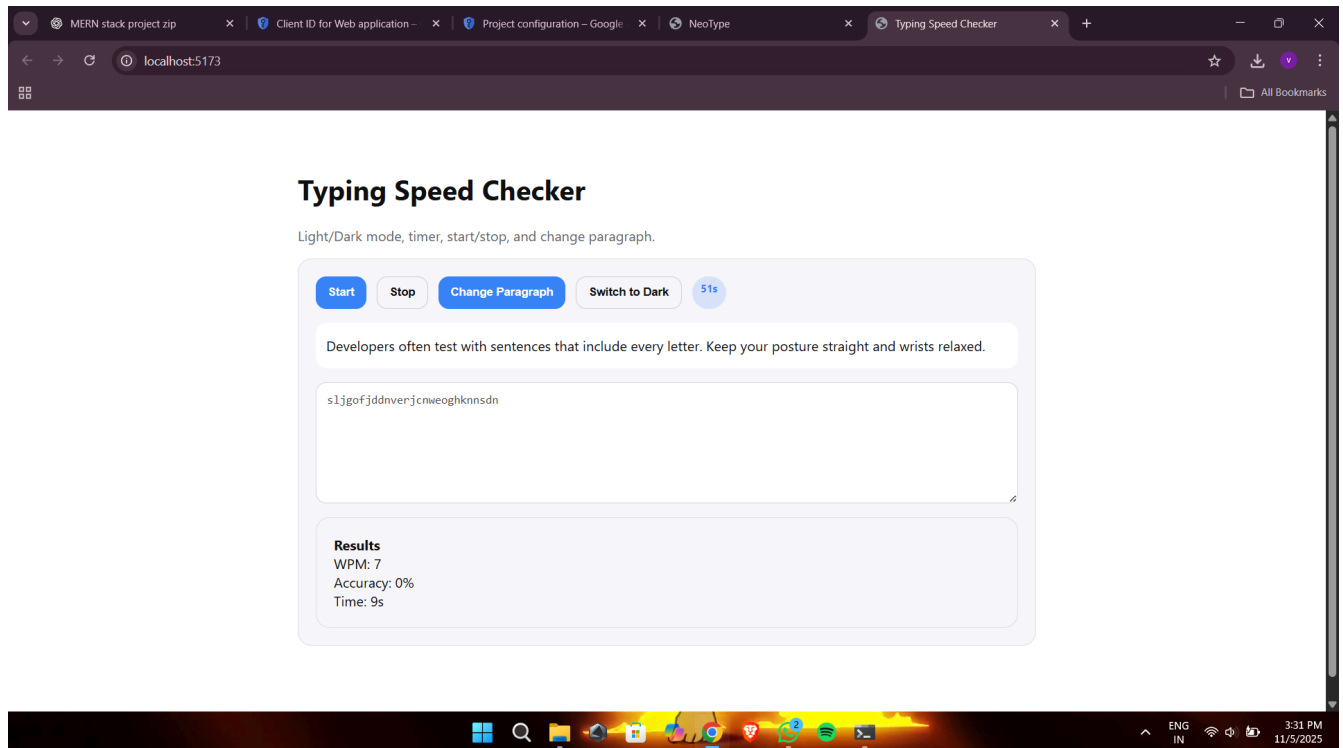 MERN stack project zip
Client ID for Web application –
Project configuration – Google
NeoType
Typing Speed Checker
localhost:5173
V
All Bookmarks
Typing Speed Checker
Light/Dark mode, timer, start/stop, and change paragraph.
Start
Stop
Change Paragraph
Switch to Dark
51s
Developers often test with sentences that include every letter. Keep your posture straight and wrists relaxed.
sljgofjddnverjcnweoghknnsdn
Results
WPM: 7
Accuracy: 0%
Time: 9s
2
ENG
IN
3:31 PM
11/5/2025